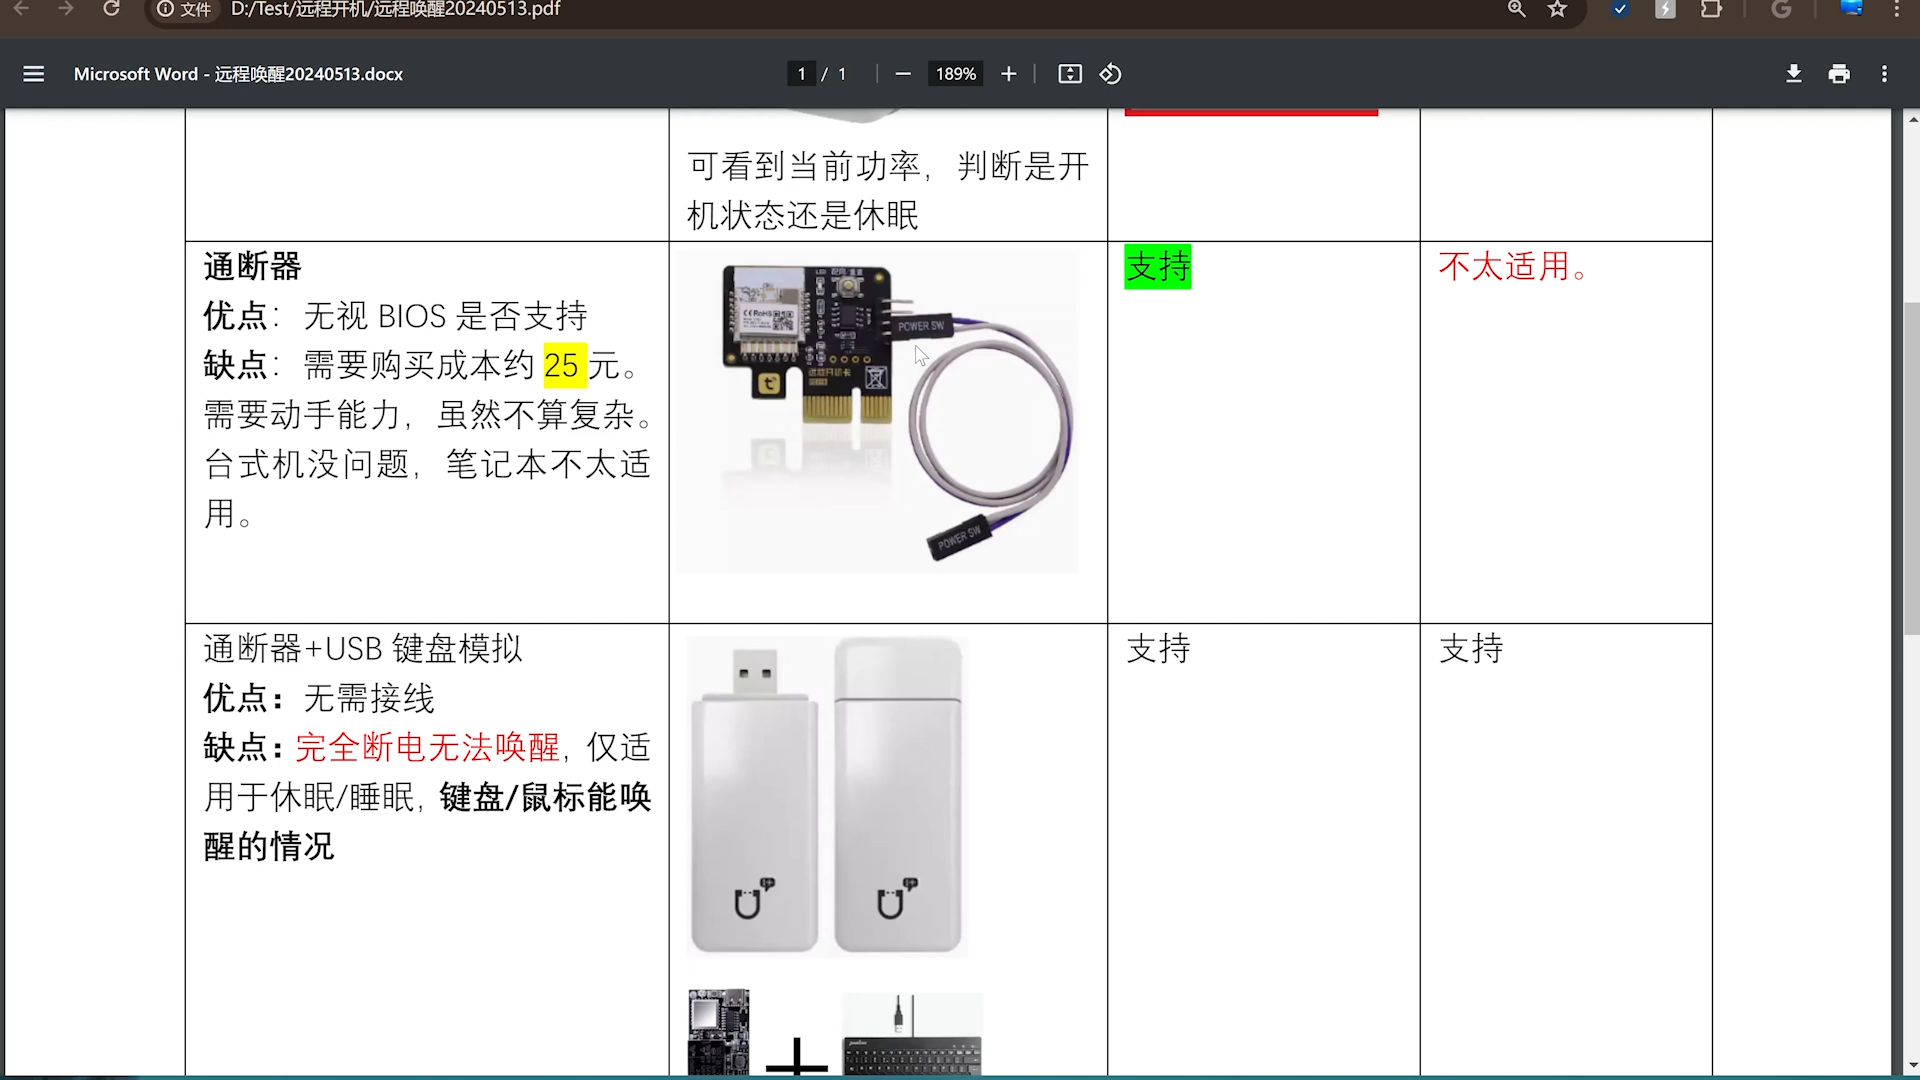 文件 D:/Test/远程开机/远程唤醒20240513.pdf
Microsoft Word - 远程唤醒20240513.docx
1 / 1
189%
可看到当前功率，判断是开
机状态还是休眠
通断器
优点：无视 BIOS 是否支持
缺点：需要购买成本约 25 元。
需要动手能力，虽然不算复杂。
台式机没问题，笔记本不太适
用。
POWER SW
POWER SW
远程开机卡
支持
不太适用。
通断器+USB 键盘模拟
优点：无需接线
缺点：完全断电无法唤醒，仅适
用于休眠/睡眠，键盘/鼠标能唤
醒的情况
支持
支持